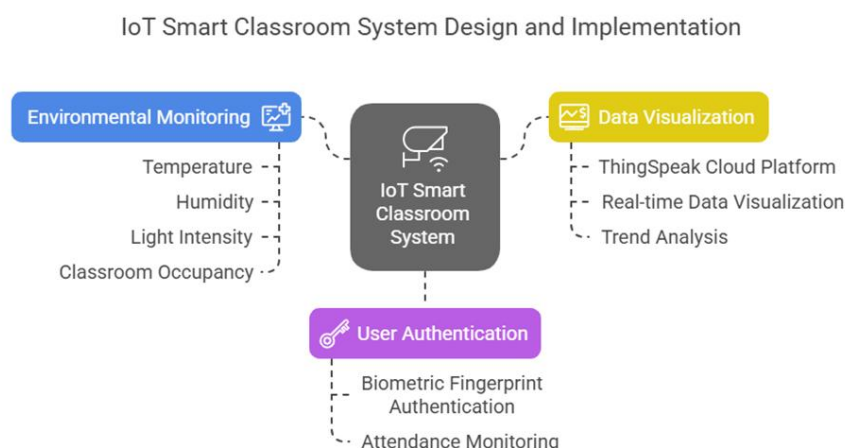 IoT Smart Classroom System Design and Implementation
Environmental Monitoring
Temperature
Humidity
Light Intensity
Classroom Occupancy
IoT Smart
Classroom
System
Data Visualization
ThingSpeak Cloud Platform
Real-time Data Visualization
Trend Analysis
User Authentication
Biometric Fingerprint
Authentication
Attendance Monitoring